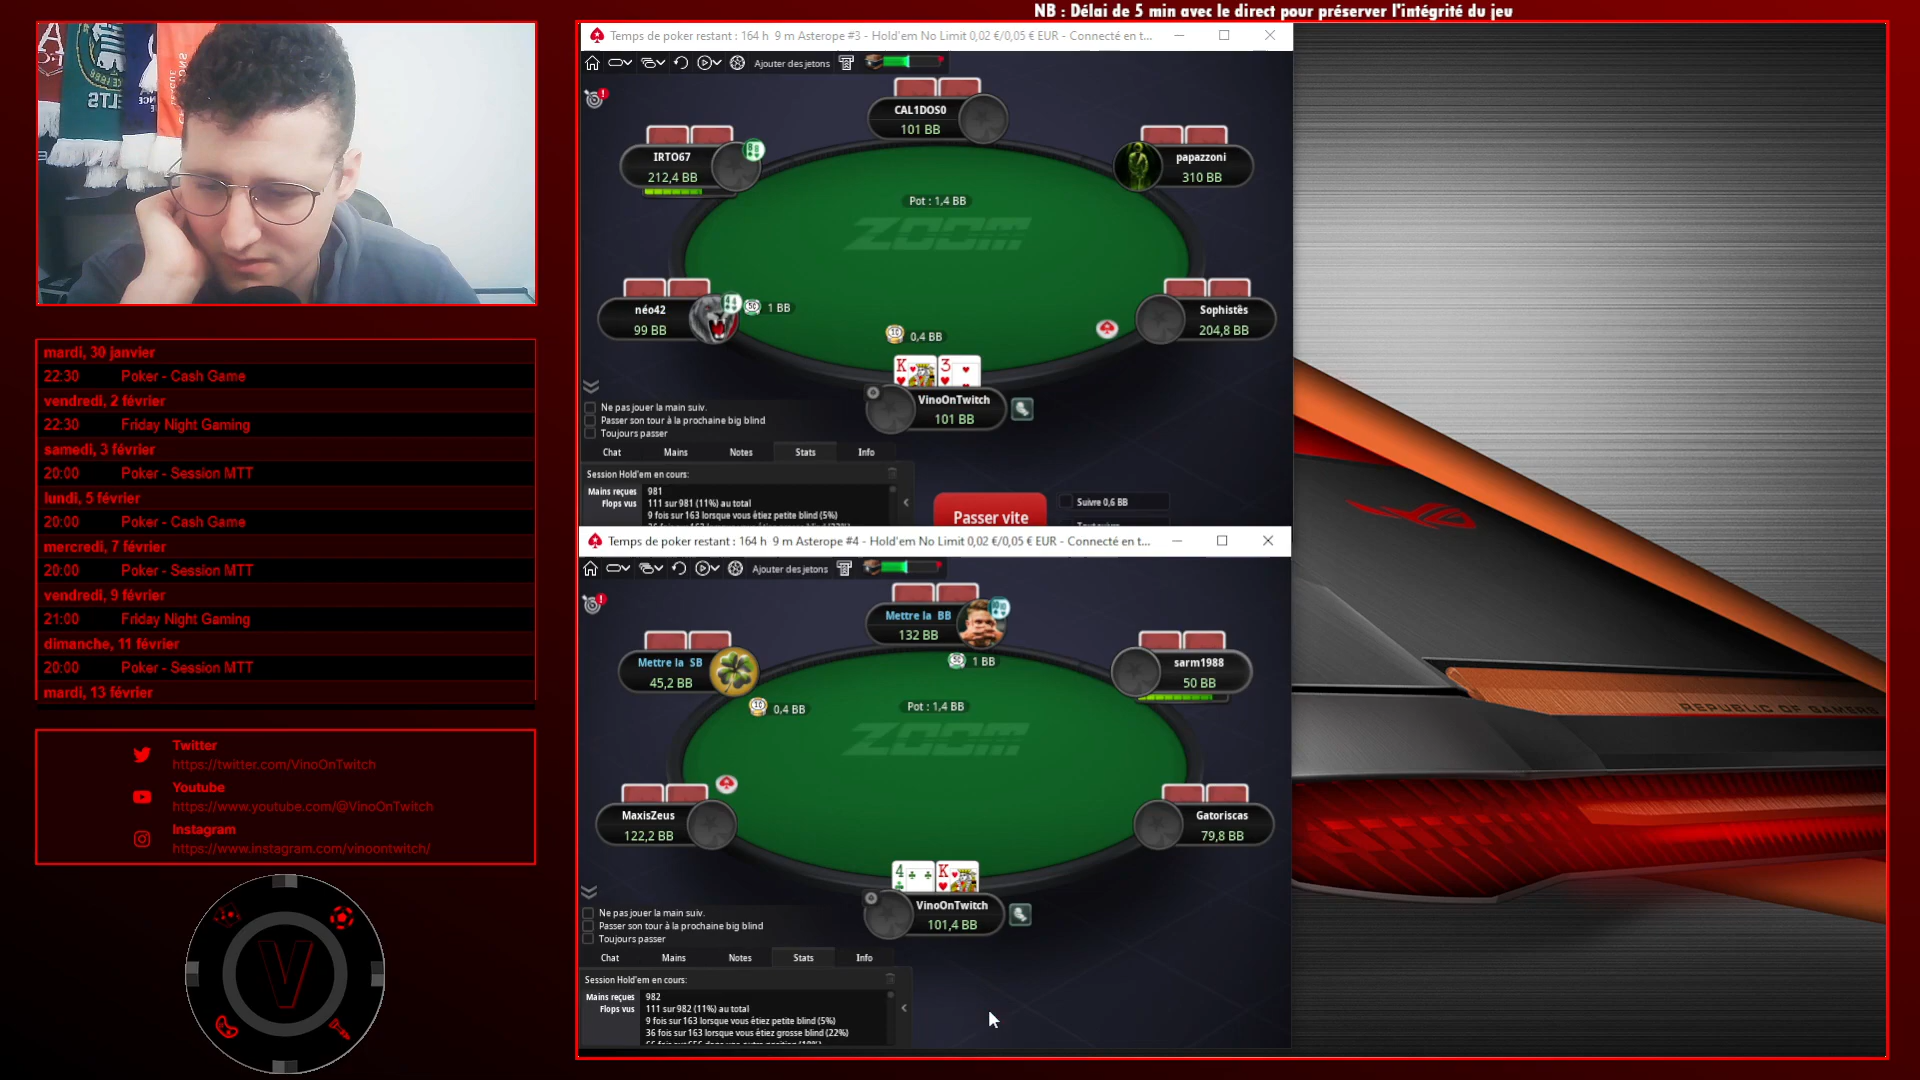 NB : Délai de 5 min avec le direct pour préserver l'intégrité du jeu
mardi, 30 janvier
22:30 Poker - Cash Game
vendredi, 2 février
22:30 Friday Night Gaming
samedi, 3 février
20:00 Poker - Session MTT
lundi, 5 février
20:00 Poker - Cash Game
mercredi, 7 février
20:00 Poker - Session MTT
vendredi, 9 février
21:00 Friday Night Gaming
dimanche, 11 février
20:00 Poker - Session MTT
mardi, 13 février
Twitter
https://twitter.com/VinoOnTwitch
Youtube
https://www.youtube.com/@VinoOnTwitch
Instagram
https://www.instagram.com/vinoontwitch/
V
Temps de poker restant : 164 h 9 m Asterope #3 - Hold'em No Limit 0,02 €/0,05 € EUR - Connecté en t...
Ajouter des jetons
CAL1DOS0
101 BB
IRTO67
212,4 BB
papazzoni
310 BB
Pot : 1,4 BB
ZOOM
néo42
99 BB
1 BB
Sophistès
204,8 BB
0,4 BB
K 3
VinoOnTwitch
101 BB
Ne pas jouer la main suiv.
Passer son tour à la prochaine big blind
Toujours passer
Chat Mains Notes Stats Info
Session Hold'em en cours:
Mains reçues 981
Flops vus 111 sur 981 (11%) au total
9 fois sur 163 lorsque vous étiez petite blind (5%)
Passer vite
Suivre 0,6 BB
Temps de poker restant : 164 h 9 m Asterope #4 - Hold'em No Limit 0,02 €/0,05 € EUR - Connecté en t...
Ajouter des jetons
Mettre la BB
132 BB
1 BB
Mettre la SB
45,2 BB
0,4 BB
sarm1988
50 BB
Pot : 1,4 BB
ZOOM
MaxisZeus
122,2 BB
Gatoriscas
79,8 BB
4 K
VinoOnTwitch
101,4 BB
Ne pas jouer la main suiv.
Passer son tour à la prochaine big blind
Toujours passer
Chat Mains Notes Stats Info
Session Hold'em en cours:
Mains reçues 982
Flops vus 111 sur 982 (11%) au total
9 fois sur 163 lorsque vous étiez petite blind (5%)
36 fois sur 163 lorsque vous étiez grosse blind (22%)
REPUBLIC OF GAMERS